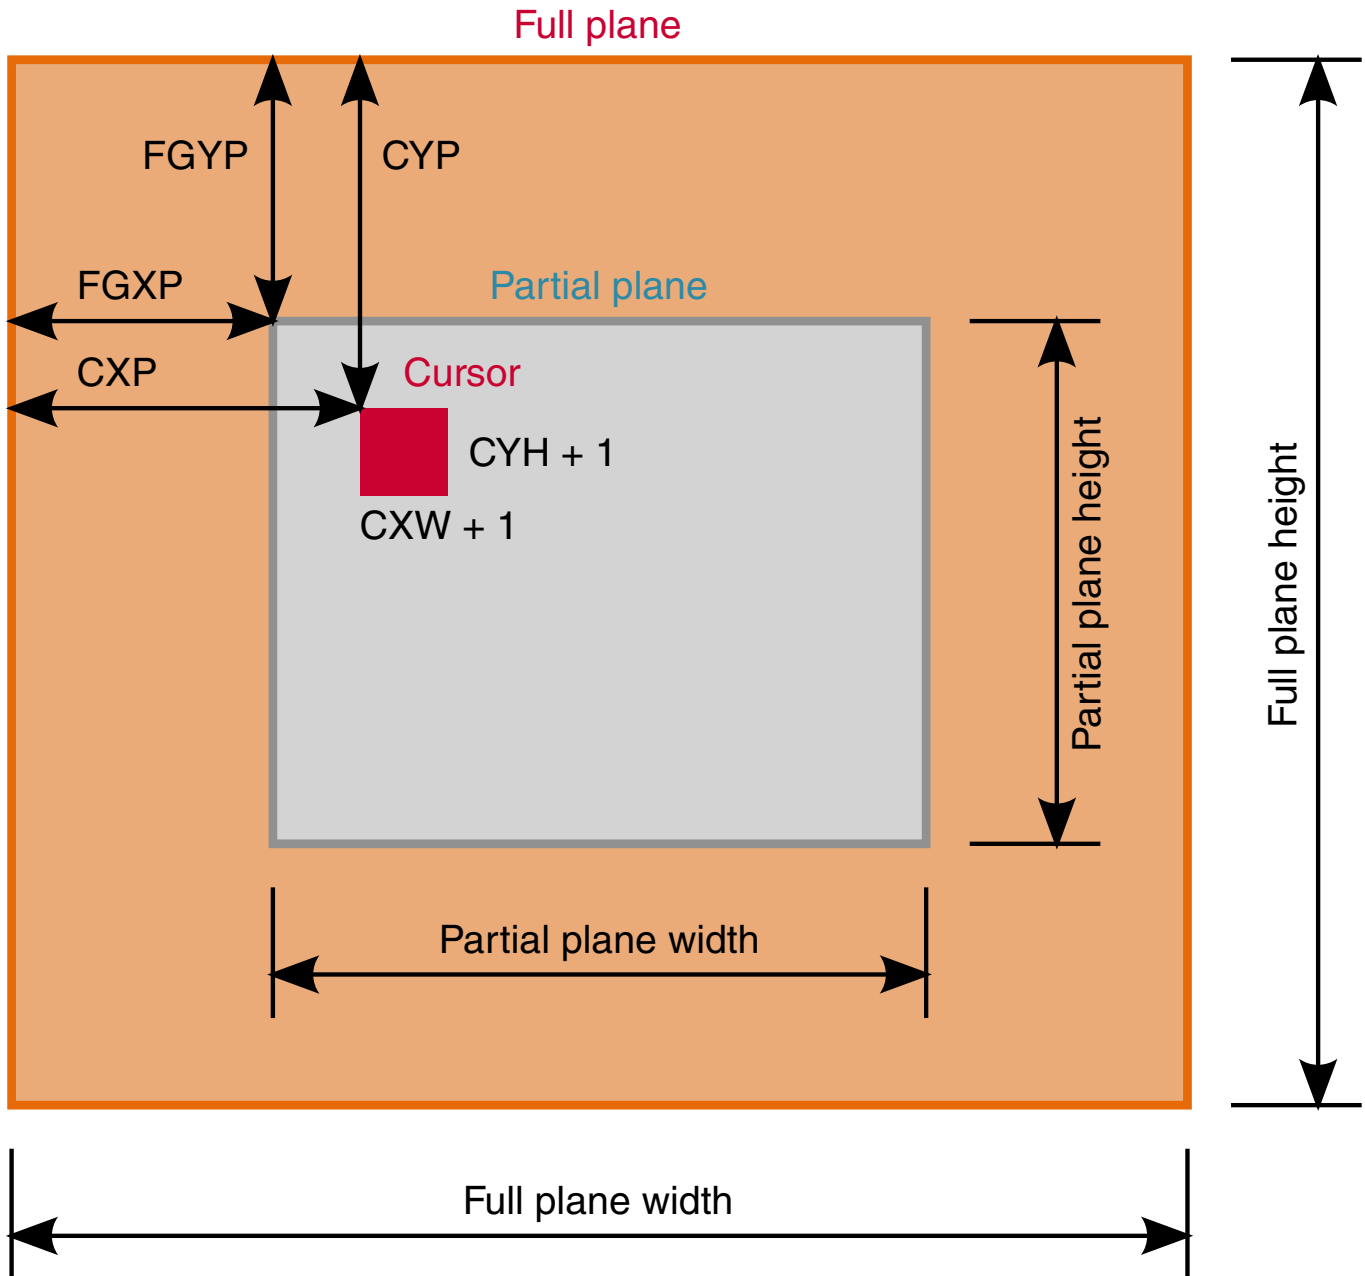 Full plane
FGYP
CYP
FGXP
Partial plane
CXP
Cursor
CYH + 1
CXW + 1
Partial plane height
Full plane height
Partial plane width
Full plane width